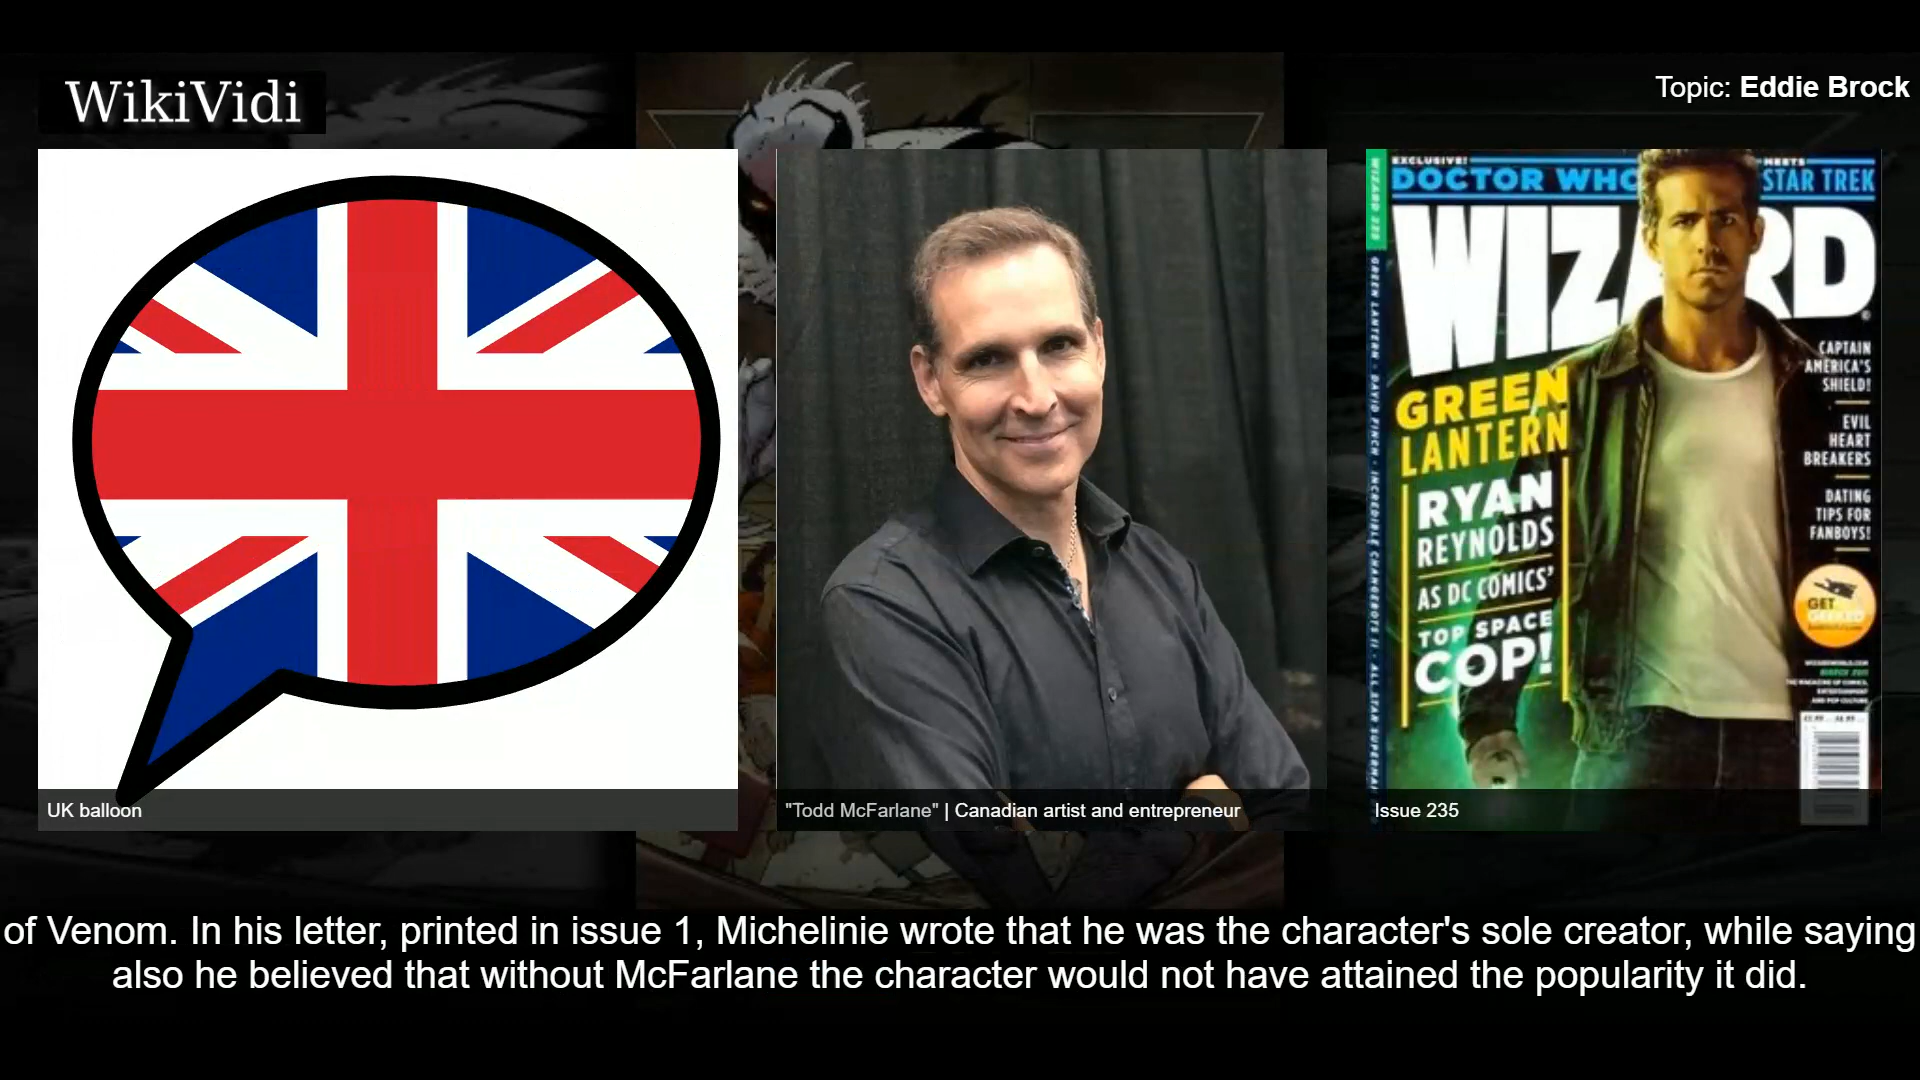 WikiVidi
Topic: Eddie Brock
EXCLUSIVE!
MEETS
DOCTOR WHO
STAR TREK
WIZARD
WIZARD 235
CAPTAIN
AMERICA'S
SHIELD!
GREEN
LANTERN
EVIL
HEART
BREAKERS
RYAN
REYNOLDS
DATING
TIPS FOR
FANBOYS!
AS DC COMICS'
TOP SPACE
COP!
GET
GEEKED
UK balloon
"Todd McFarlane" | Canadian artist and entrepreneur
Issue 235
of Venom. In his letter, printed in issue 1, Michelinie wrote that he was the character's sole creator, while saying
also he believed that without McFarlane the character would not have attained the popularity it did.